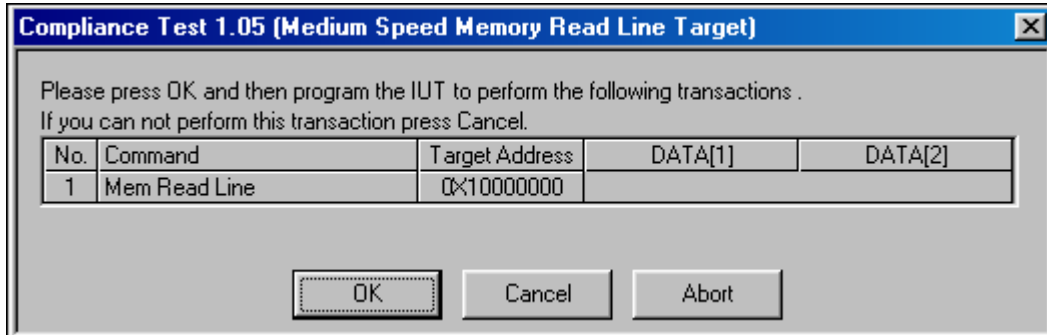 Compliance Test 1.05 (Medium Speed Memory Read Line Target)
Please press OK and then program the IUT to perform the following transactions .
If you can not perform this transaction press Cancel.
No. Command Target Address DATA[1] DATA[2]
1 Mem Read Line 0X10000000
OK Cancel Abort